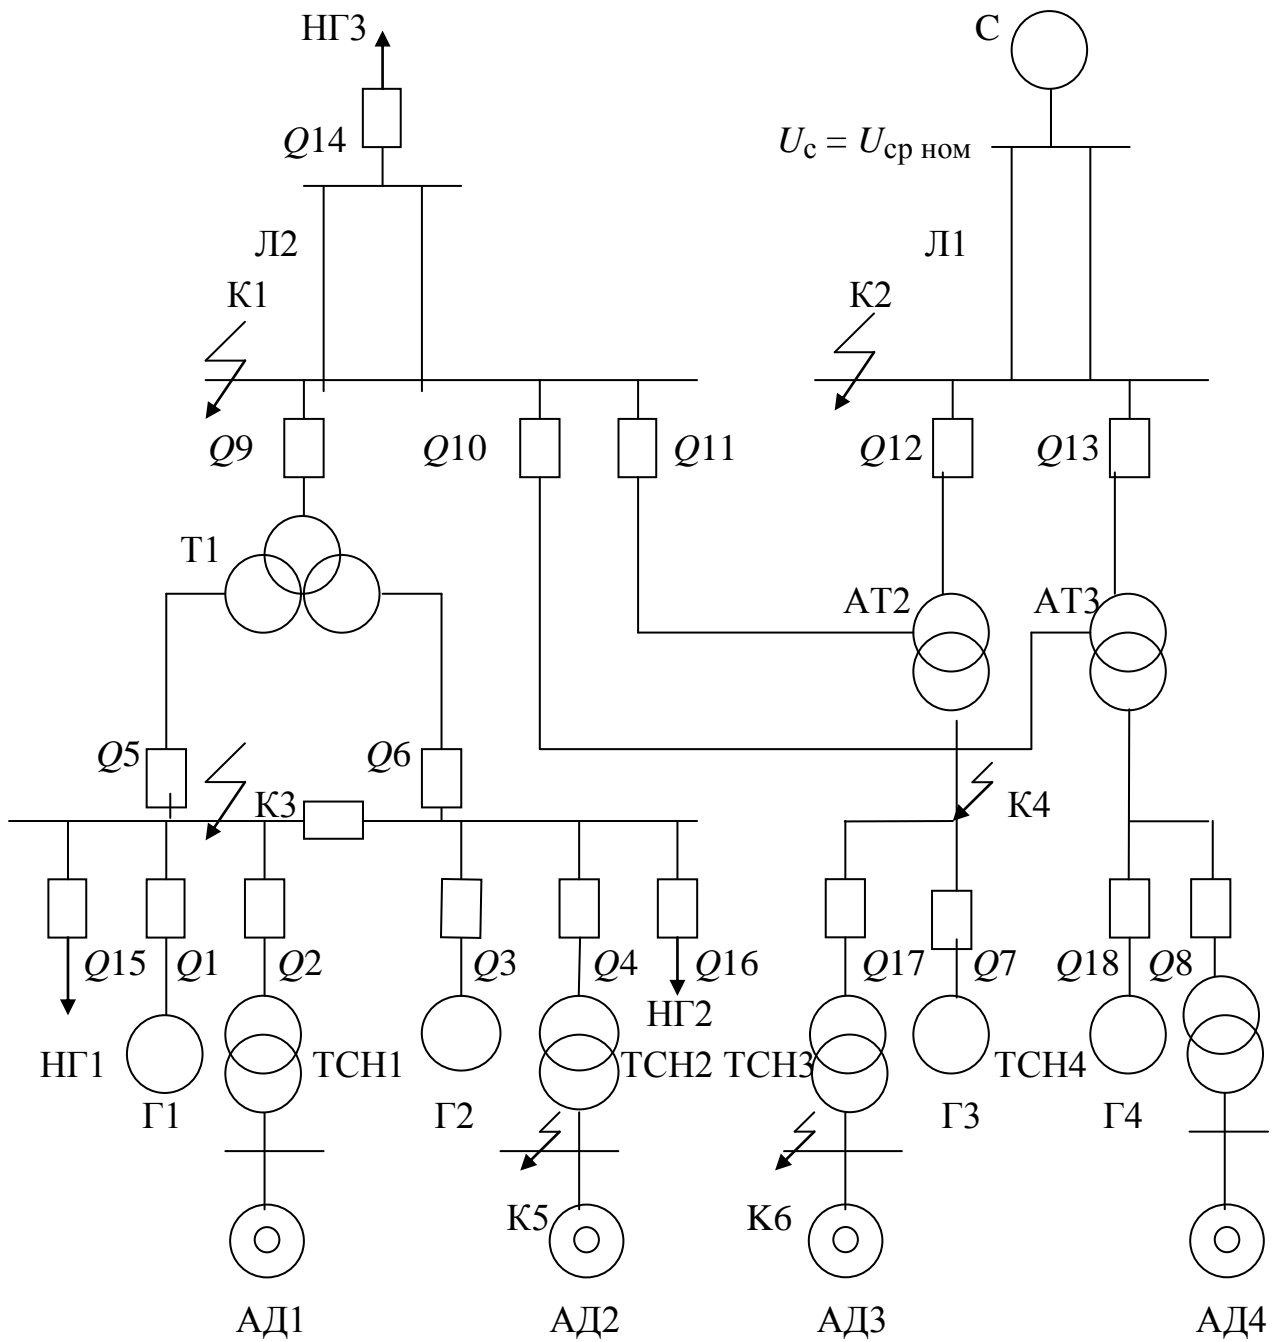 НГ3
С
Q14
Uс = Uср ном
Л2
Л1
К1
К2
Q9
Q10
Q11
Q12
Q13
Т1
АТ2
АТ3
Q5
Q6
К3
К4
Q15
Q1
Q2
Q3
Q4
Q16
Q17
Q7
Q18
Q8
НГ2
НГ1
ТСН1
ТСН2
ТСН3
ТСН4
Г1
Г2
Г3
Г4
К5
К6
АД1
АД2
АД3
АД4